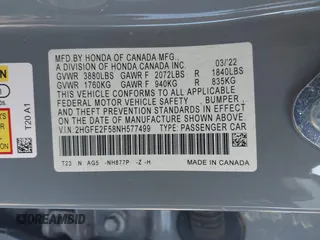 MFD. BY HONDA OF CANADA MFG.,
A DIVISION OF HONDA CANADA INC. 03/'22
GVWR 3880LBS GAWR F 2072LBS R 1840LBS
GVWR 1760KG GAWR F 940KG R 835KG
THIS VEHICLE CONFORMS TO ALL APPLICABLE
FEDERAL MOTOR VEHICLE SAFETY, BUMPER,
AND THEFT PREVENTION STANDARDS IN EFFECT
ON THE DATE OF MANUFACTURE SHOWN ABOVE.
V.I.N: 2HGFE2F58NH577499 TYPE: PASSENGER CAR
T23 N AG5 -NH877P -Z -H MADE IN CANADA
T20 A1
DREAMBID